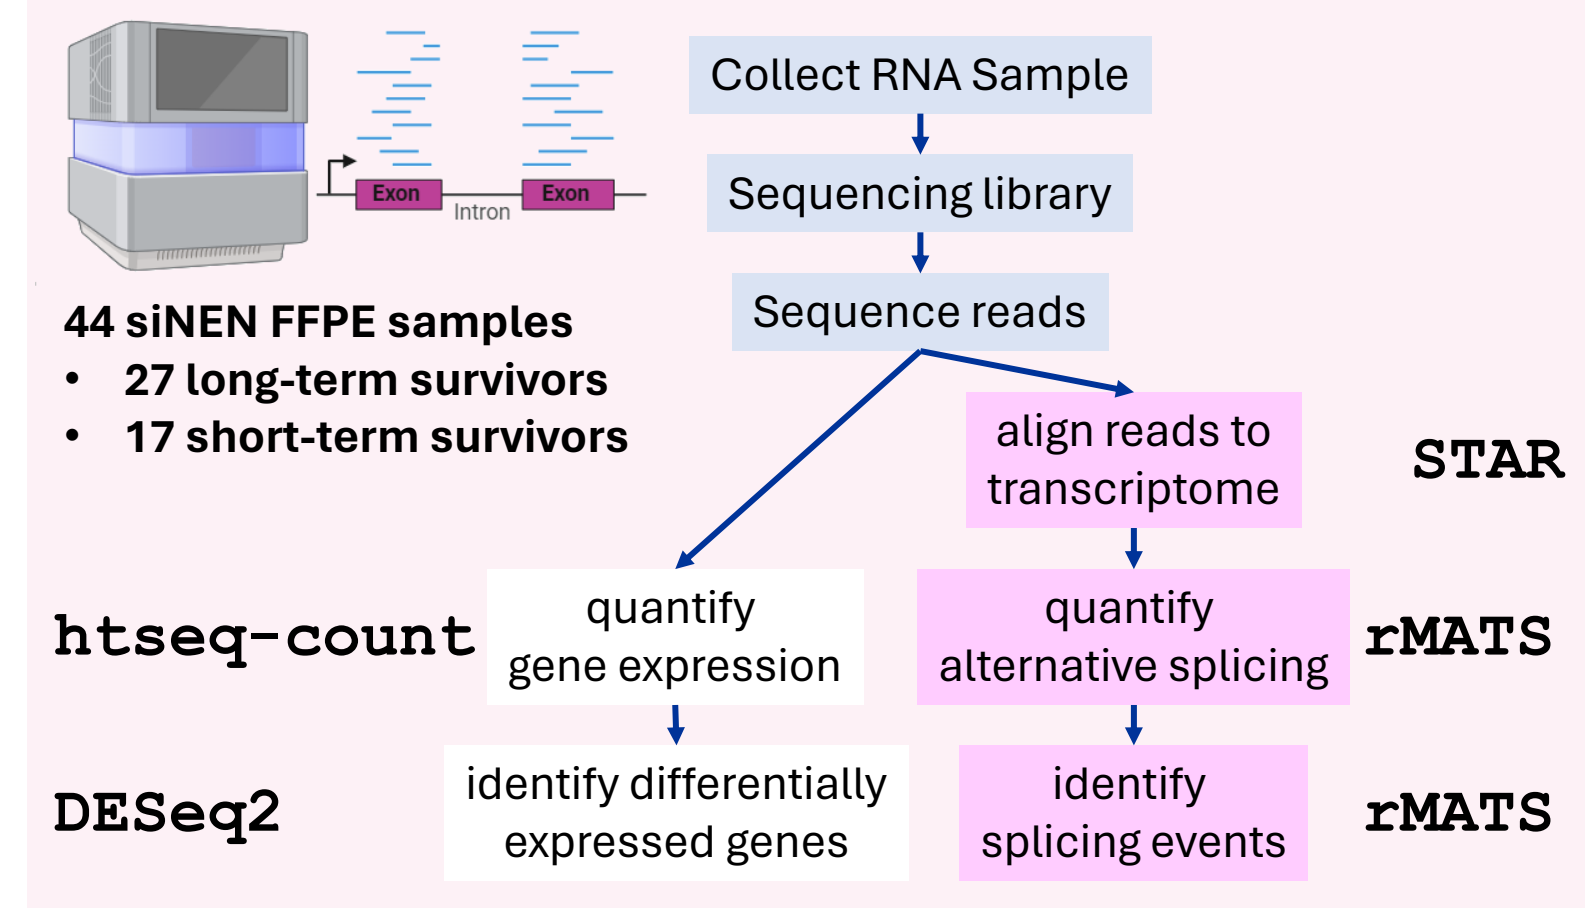 Exon
Intron
Exon
44 siNEN FFPE samples
• 27 long-term survivors
• 17 short-term survivors
Collect RNA Sample
Sequencing library
Sequence reads
align reads to
transcriptome
STAR
htseq-count
quantify
gene expression
quantify
alternative splicing
rMATS
DESeq2
identify differentially
expressed genes
identify
splicing events
rMATS